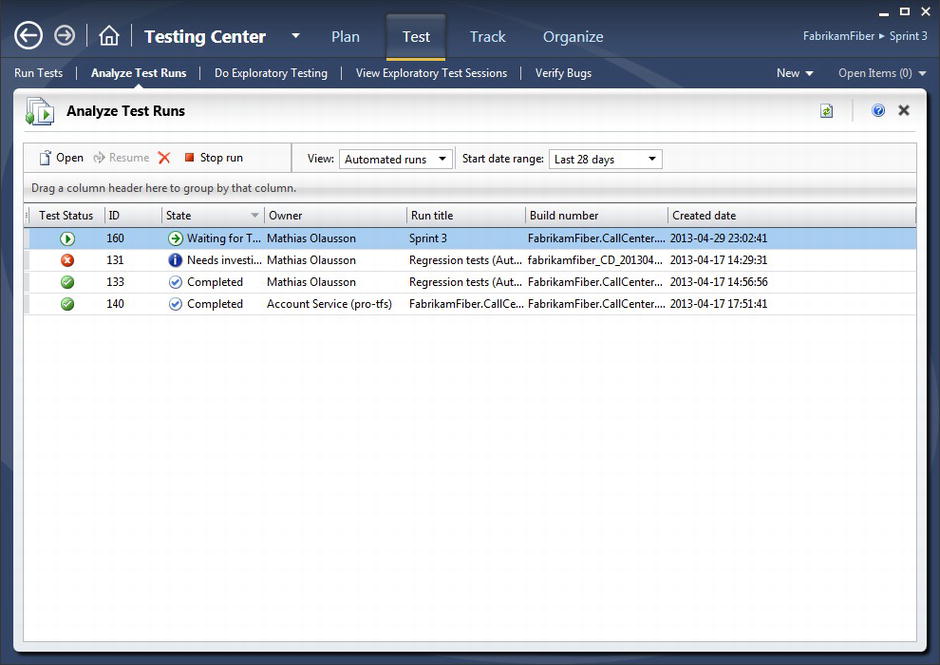 Testing Center Plan Test Track Organize FabrikamFiber ▸ Sprint 3
Run Tests Analyze Test Runs Do Exploratory Testing View Exploratory Test Sessions Verify Bugs New Open Items (0)
Analyze Test Runs
Open Resume Stop run View: Automated runs Start date range: Last 28 days
Drag a column header here to group by that column.
Test Status ID State Owner Run title Build number Created date
160 Waiting for T... Mathias Olausson Sprint 3 FabrikamFiber.CallCenter.... 2013-04-29 23:02:41
131 Needs investi... Mathias Olausson Regression tests (Aut... fabrikamfiber_CD_201304... 2013-04-17 14:29:31
133 Completed Mathias Olausson Regression tests (Aut... FabrikamFiber.CallCenter.... 2013-04-17 14:56:56
140 Completed Account Service (pro-tfs) FabrikamFiber.CallCe... FabrikamFiber.CallCenter.... 2013-04-17 17:51:41